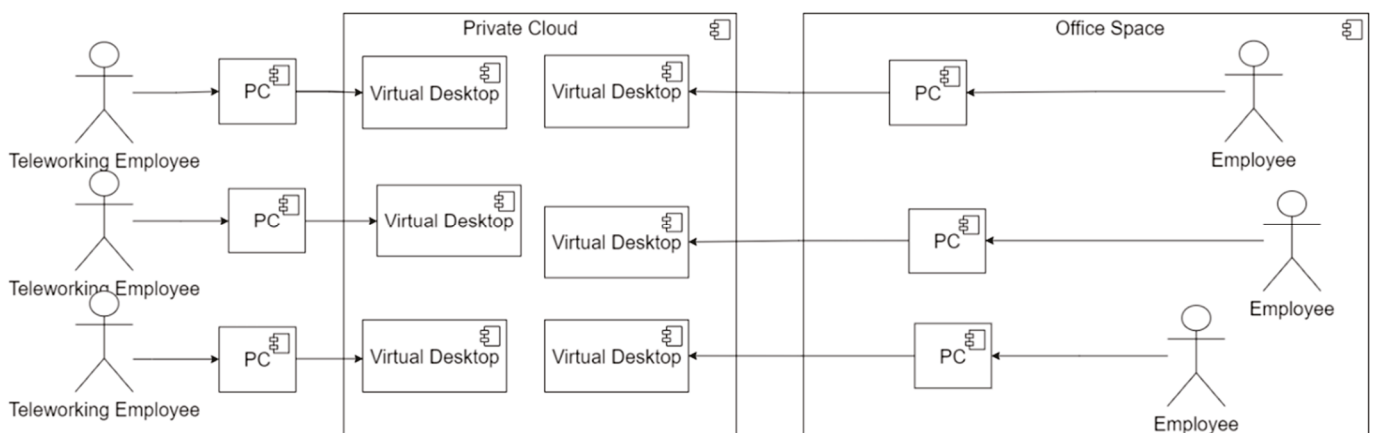 Private Cloud
Office Space
PC
Virtual Desktop
Virtual Desktop
PC
Teleworking Employee
Employee
PC
Virtual Desktop
Virtual Desktop
PC
Teleworking Employee
Employee
PC
Virtual Desktop
Virtual Desktop
PC
Teleworking Employee
Employee